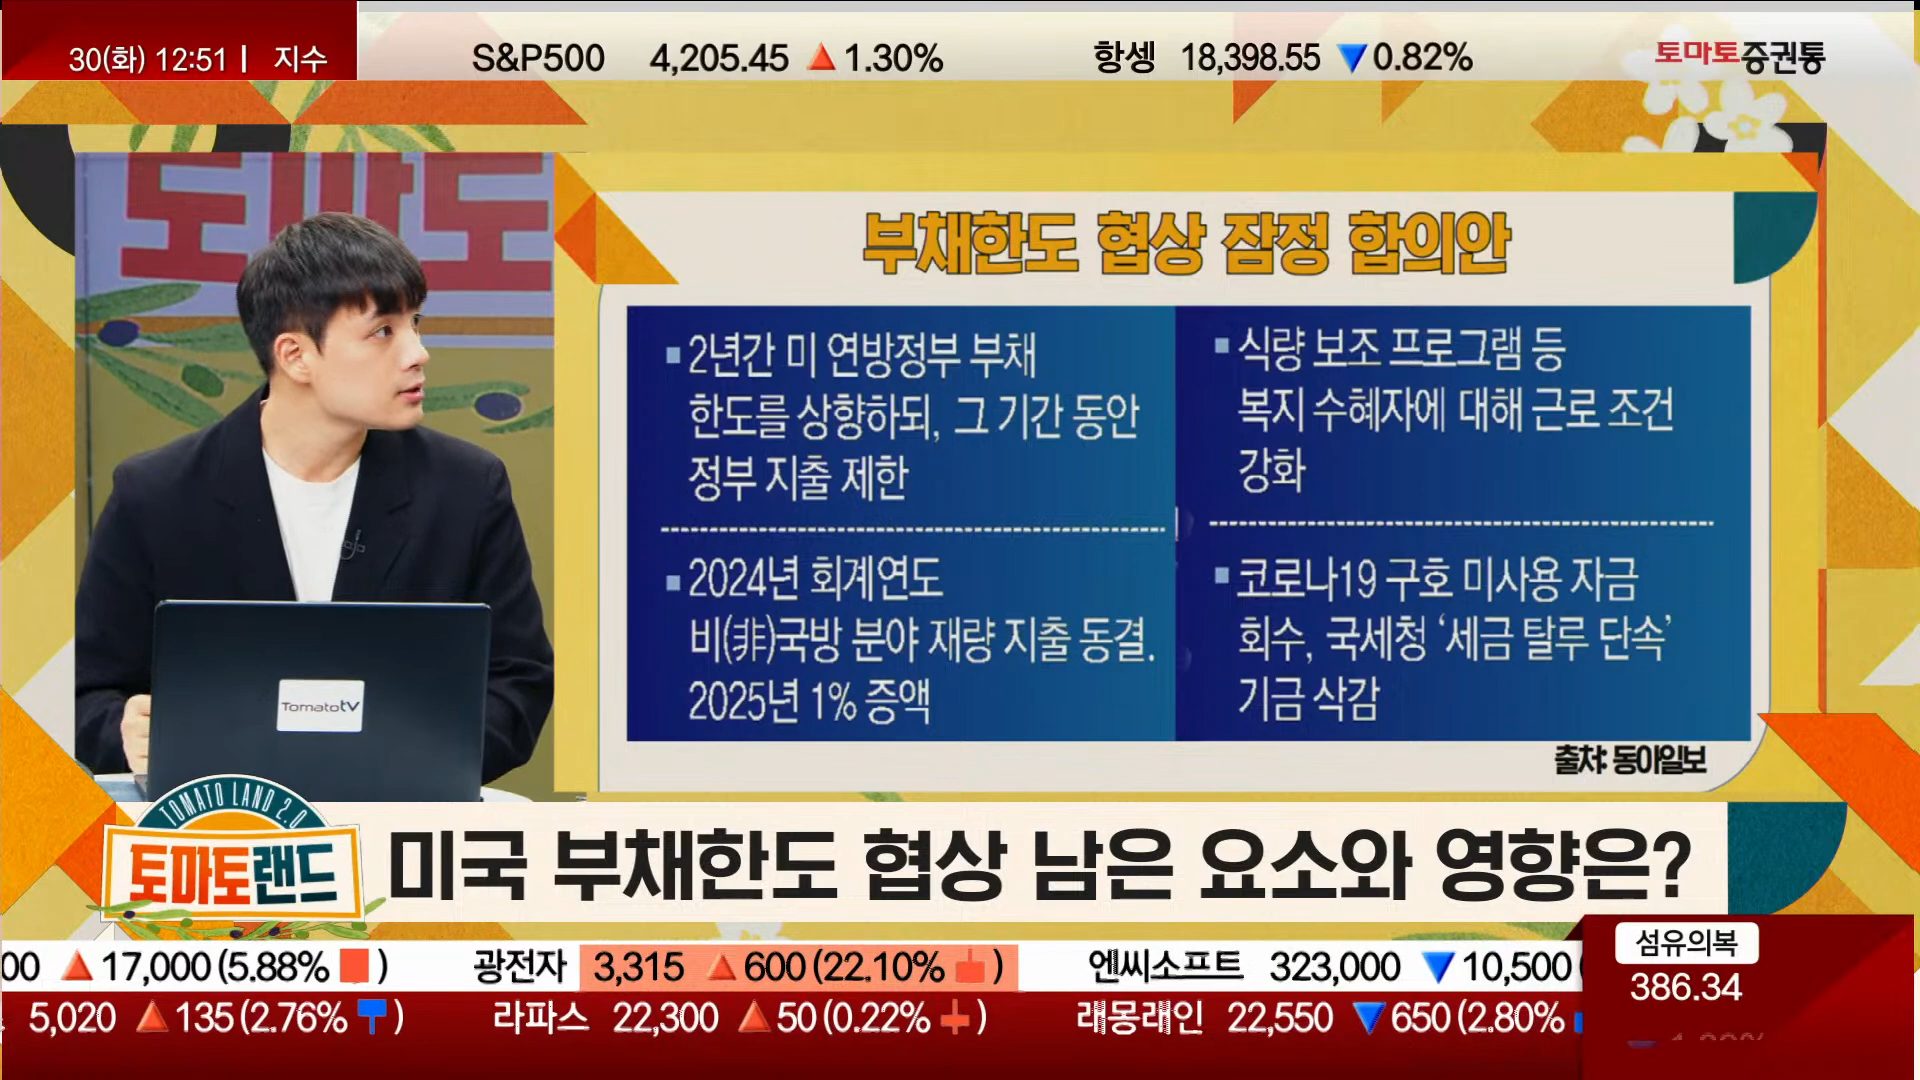 30(화) 12:51 | 지수
S&P500 4,205.45 ▲1.30%
항셍 18,398.55 ▼0.82%
토마토증권통
토마토
부채한도 협상 잠정 합의안
▪2년간 미 연방정부 부채
한도를 상향하되, 그 기간 동안
정부 지출 제한
▪2024년 회계연도
비(非)국방 분야 재량 지출 동결.
2025년 1% 증액
▪식량 보조 프로그램 등
복지 수혜자에 대해 근로 조건
강화
▪코로나19 구호 미사용 자금
회수, 국세청 ‘세금 탈루 단속’
기금 삭감
출처: 동아일보
TomatoTV
TOMATO LAND 2.0
토마토랜드
미국 부채한도 협상 남은 요소와 영향은?
00 ▲17,000(5.88%)
광전자 3,315 ▲600(22.10%)
엔씨소프트 323,000 ▼10,500(
5,020 ▲135(2.76%)
라파스 22,300 ▲50(0.22%)
래몽래인 22,550 ▼650(2.80%
섬유의복
386.34